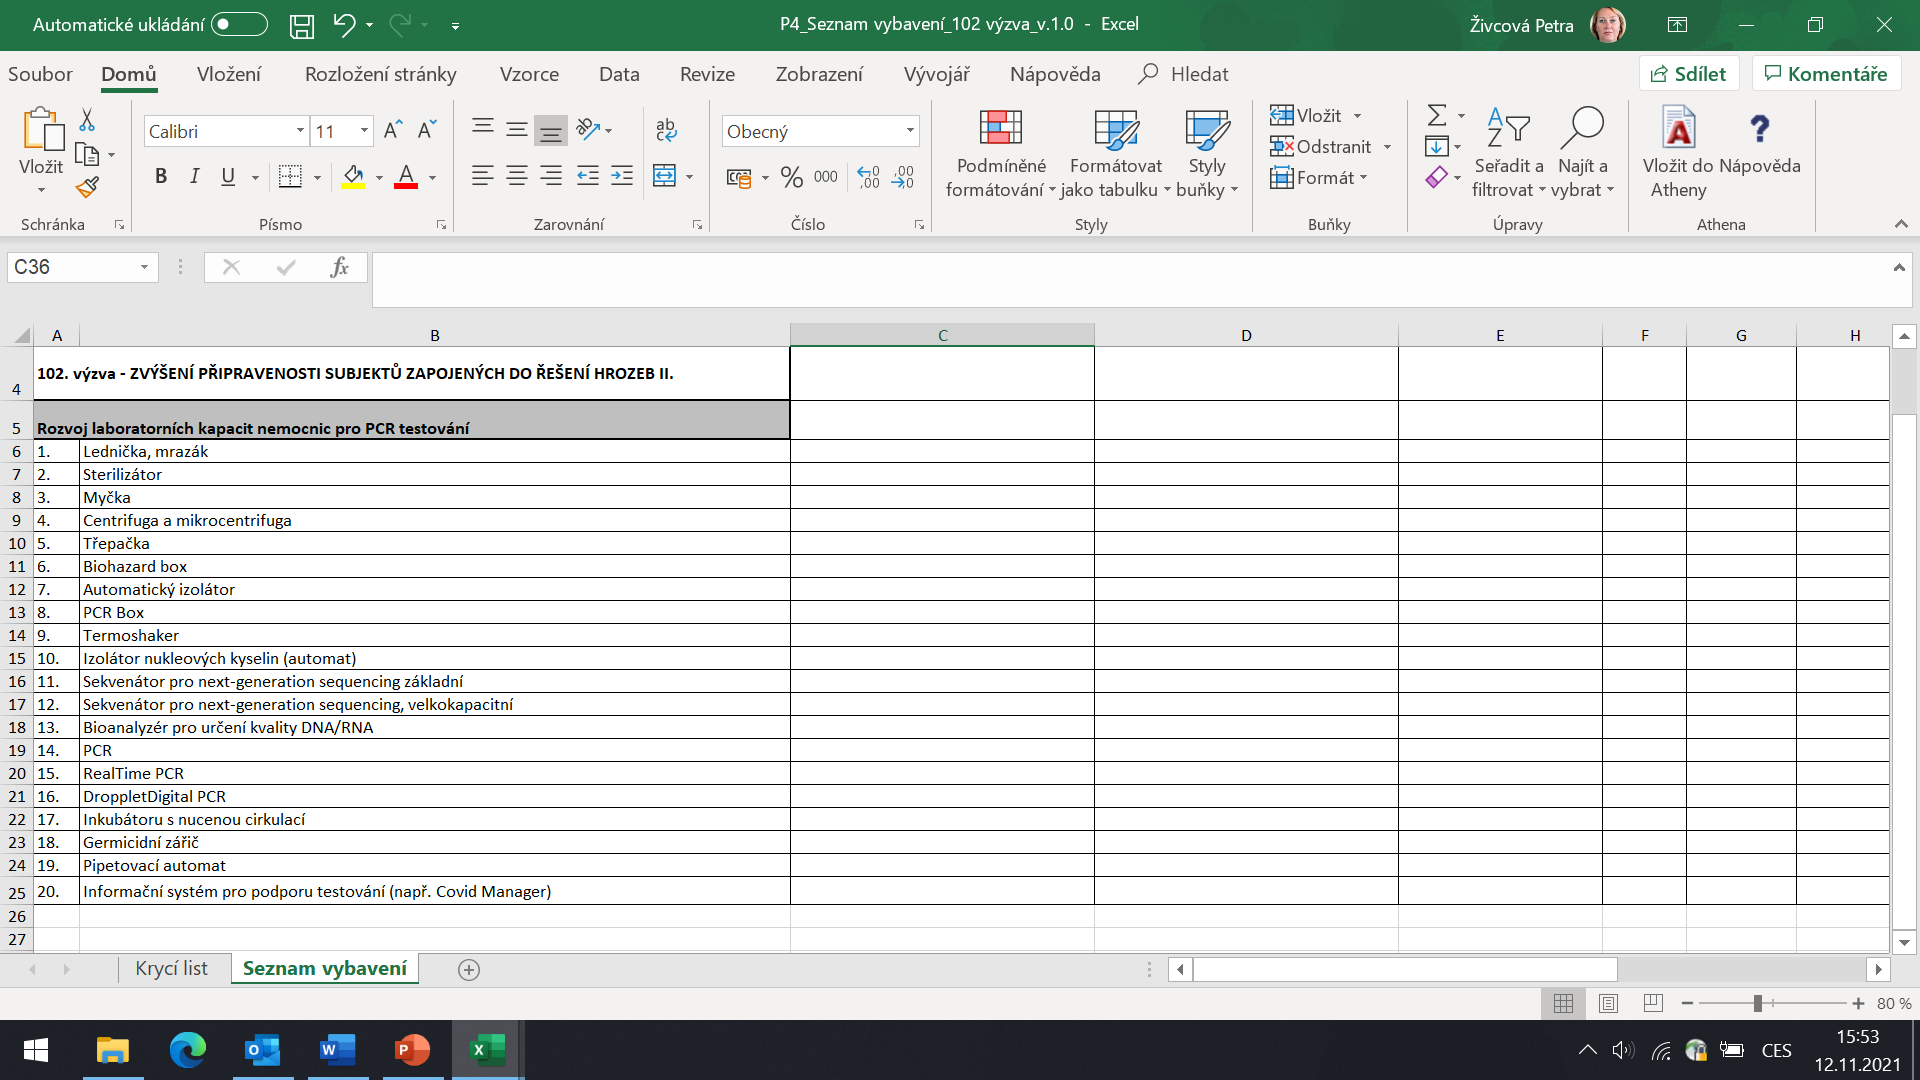 Automatické ukládání
P4_Seznam vybavení_102 výzva_v.1.0 - Excel
Živcová Petra
Soubor Domů Vložení Rozložení stránky Vzorce Data Revize Zobrazení Vývojář Nápověda Hledat Sdílet Komentáře
Vložit
Schránka
Calibri 11
B I U A
Písmo
ab
Zarovnání
Obecný
% 000
Číslo
Podmíněné formátování
Formátovat jako tabulku
Styly buňky
Styly
Vložit
Odstranit
Formát
Buňky
Seřadit a filtrovat
Najít a vybrat
Úpravy
Vložit do Atheny
Nápověda
Athena
C36
fx
A B C D E F G H
4 102. výzva - ZVÝŠENÍ PŘIPRAVENOSTI SUBJEKTŮ ZAPOJENÝCH DO ŘEŠENÍ HROZEB II.
5 Rozvoj laboratorních kapacit nemocnic pro PCR testování
6 1. Lednička, mrazák
7 2. Sterilizátor
8 3. Myčka
9 4. Centrifuga a mikrocentrifuga
10 5. Třepačka
11 6. Biohazard box
12 7. Automatický izolátor
13 8. PCR Box
14 9. Termoshaker
15 10. Izolátor nukleových kyselin (automat)
16 11. Sekvenátor pro next-generation sequencing základní
17 12. Sekvenátor pro next-generation sequencing, velkokapacitní
18 13. Bioanalyzér pro určení kvality DNA/RNA
19 14. PCR
20 15. RealTime PCR
21 16. DroppletDigital PCR
22 17. Inkubátoru s nucenou cirkulací
23 18. Germicidní zářič
24 19. Pipetovací automat
25 20. Informační systém pro podporu testování (např. Covid Manager)
26
27
Krycí list Seznam vybavení
80 %
CES
15:53
12.11.2021